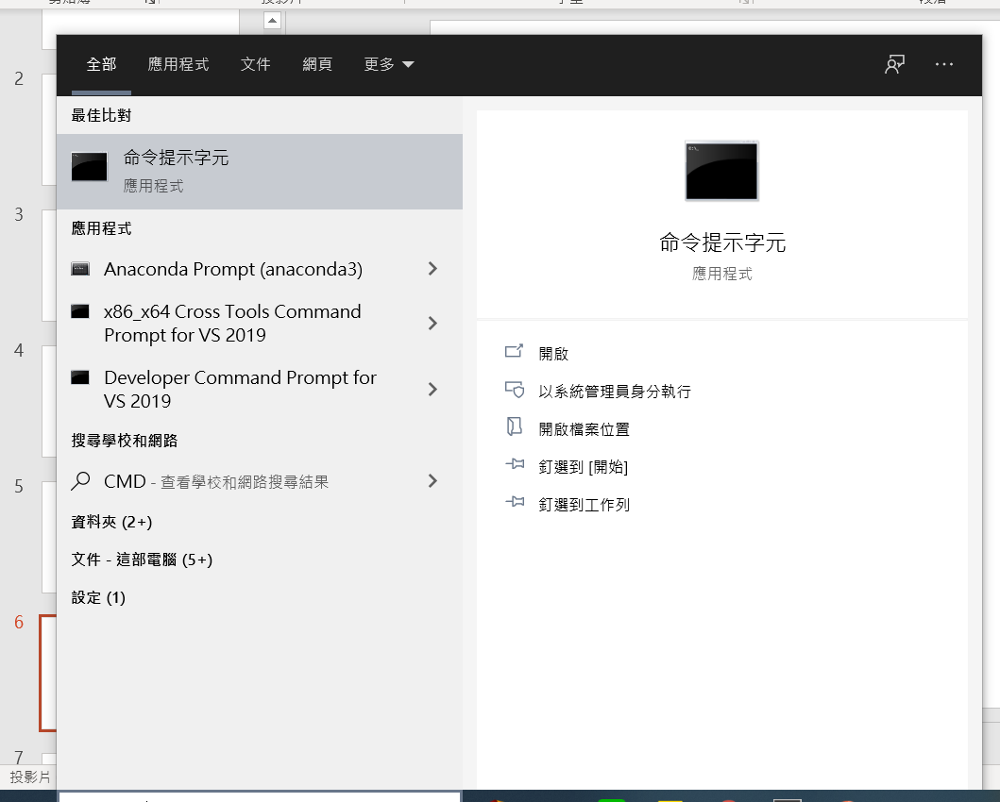 全部 應用程式 文件 網頁 更多
最佳比對
命令提示字元
應用程式
應用程式
Anaconda Prompt (anaconda3)
x86_x64 Cross Tools Command
Prompt for VS 2019
Developer Command Prompt for
VS 2019
搜尋學校和網路
CMD - 查看學校和網路搜尋結果
資料夾 (2+)
文件 - 這部電腦 (5+)
設定 (1)
命令提示字元
應用程式
開啟
以系統管理員身分執行
開啟檔案位置
釘選到 [開始]
釘選到工作列
2
3
4
5
6
7
投影片